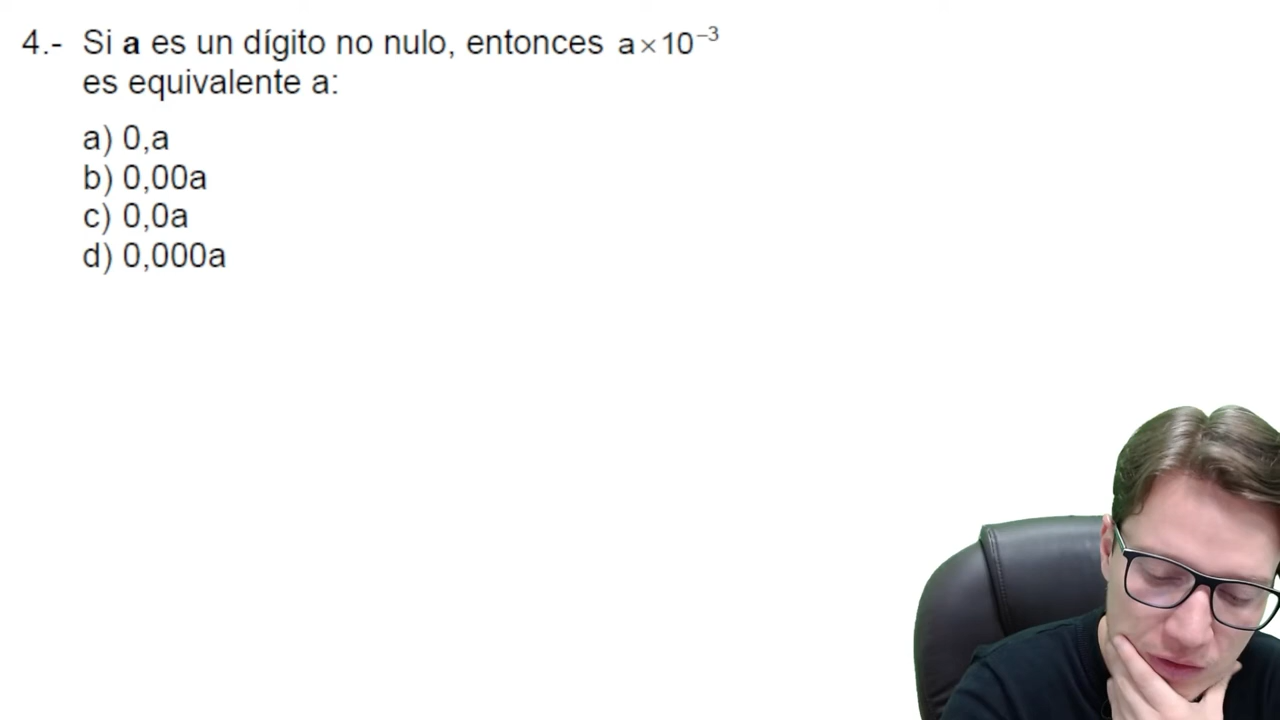 4.- Si a es un dígito no nulo, entonces a×10⁻³
es equivalente a:
a) 0,a
b) 0,00a
c) 0,0a
d) 0,000a